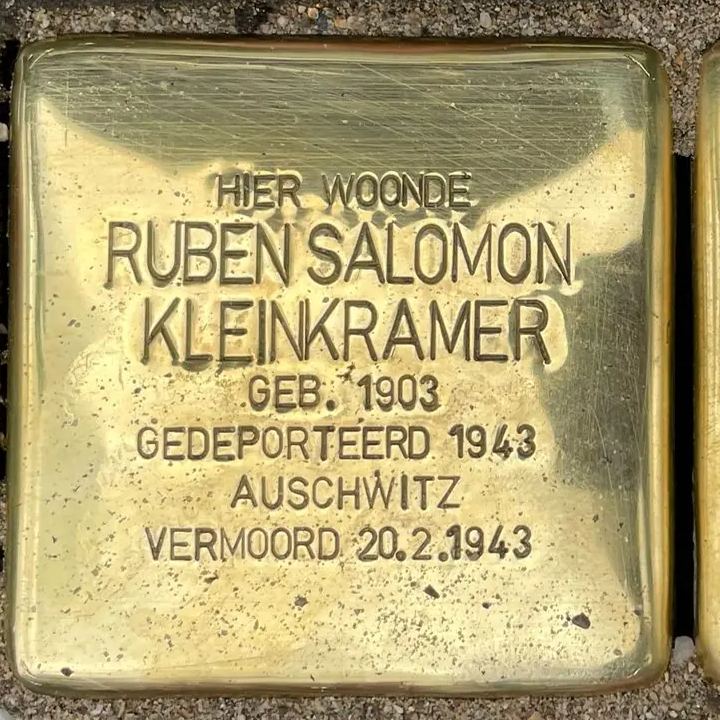 HIER WOONDE
RUBEN SALOMON
KLEINKRAMER
GEB. 1903
GEDEPORTEERD 1943
AUSCHWITZ
VERMOORD 20.2.1943